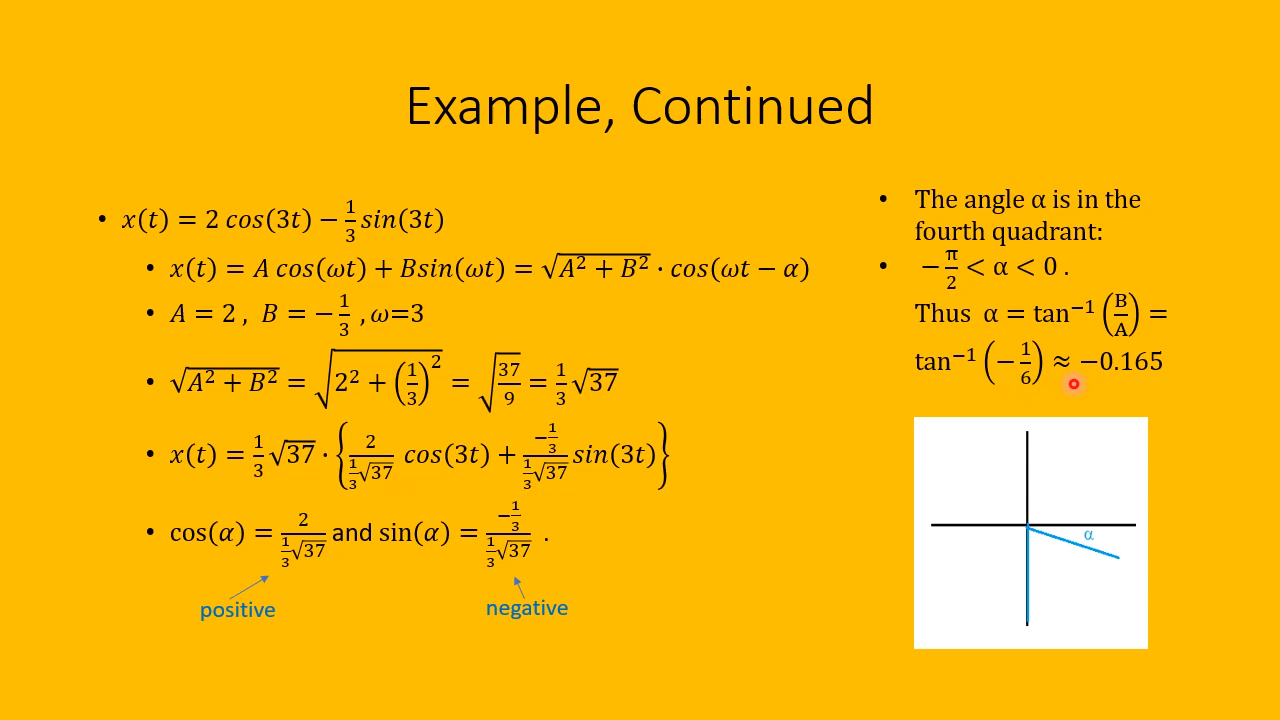 Example, Continued
• x(t) = 2 cos(3t) − 1/3 sin(3t)
• x(t) = A cos(ωt) + Bsin(ωt) = √(A² + B²) · cos(ωt − α)
• A = 2 , B = − 1/3 , ω=3
• √(A² + B²) = √(2² + (1/3)²) = √(37/9) = 1/3 √37
• x(t) = 1/3 √37 · {2/(1/3 √37) cos(3t) + (−1/3)/(1/3 √37) sin(3t)}
• cos(α) = 2/(1/3 √37) and sin(α) = (−1/3)/(1/3 √37) .
positive
negative
• The angle α is in the
fourth quadrant:
• − π/2 < α < 0 .
Thus α = tan⁻¹ (B/A) =
tan⁻¹ (− 1/6) ≈ −0.165
α